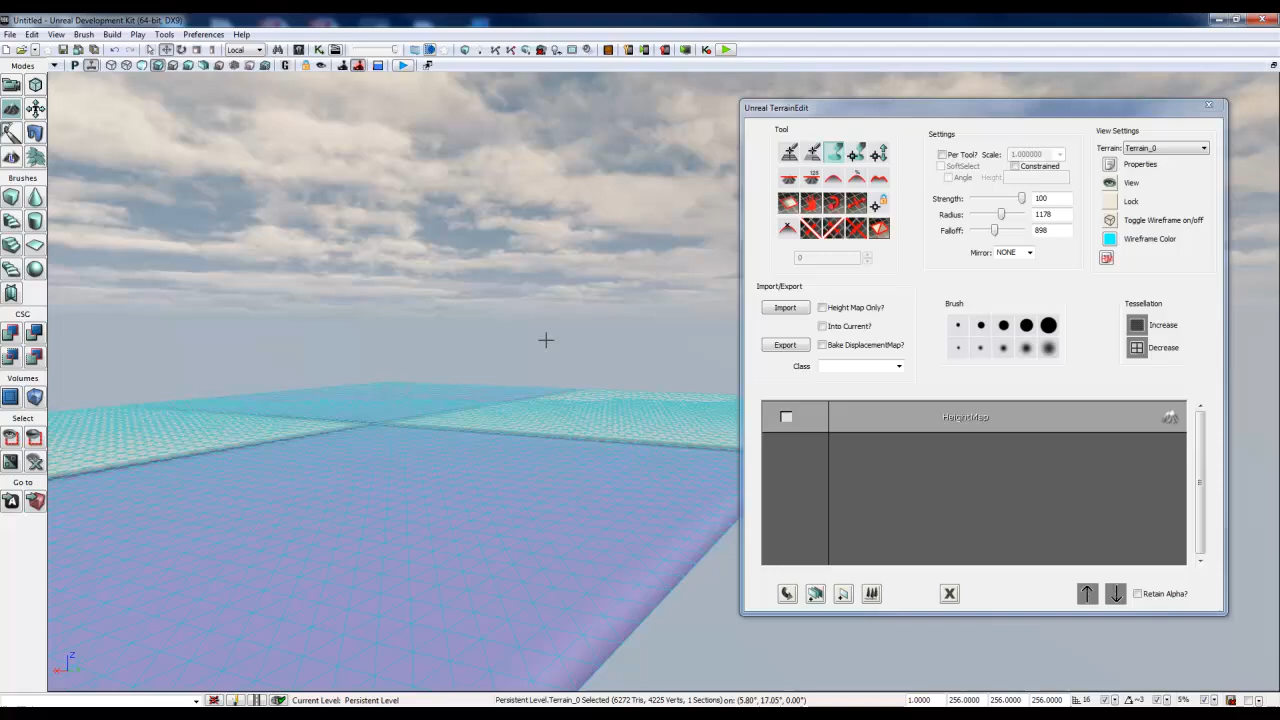 Untitled - Unreal Development Kit (64-bit, DX9)
File Edit View Brush Build Play Tools Preferences Help
Local
Modes
P
G
Brushes
CSG
Volumes
Select
Go to
Unreal TerrainEdit
Tool
Settings
View Settings
Per Tool? Scale: 1.000000
Terrain: Terrain_0
SoftSelect Constrained
Properties
Angle Height:
View
Strength: 100
Lock
Radius: 1178
Toggle Wireframe on/off
Falloff: 898
Wireframe Color
Mirror: NONE
0
Import/Export
Import Height Map Only?
Brush
Tessellation
Into Current?
Increase
Export Bake DisplacementMap?
Decrease
Class
HeightMap
X
Retain Alpha?
Z
X
Current Level: Persistent Level
Persistent Level.Terrain_0 Selected (6272 Tris, 4225 Verts, 1 Sections) on: (5.80°, 17.05°, 0.00°)
1.0000 256.0000 256.0000 256.0000 16 5%